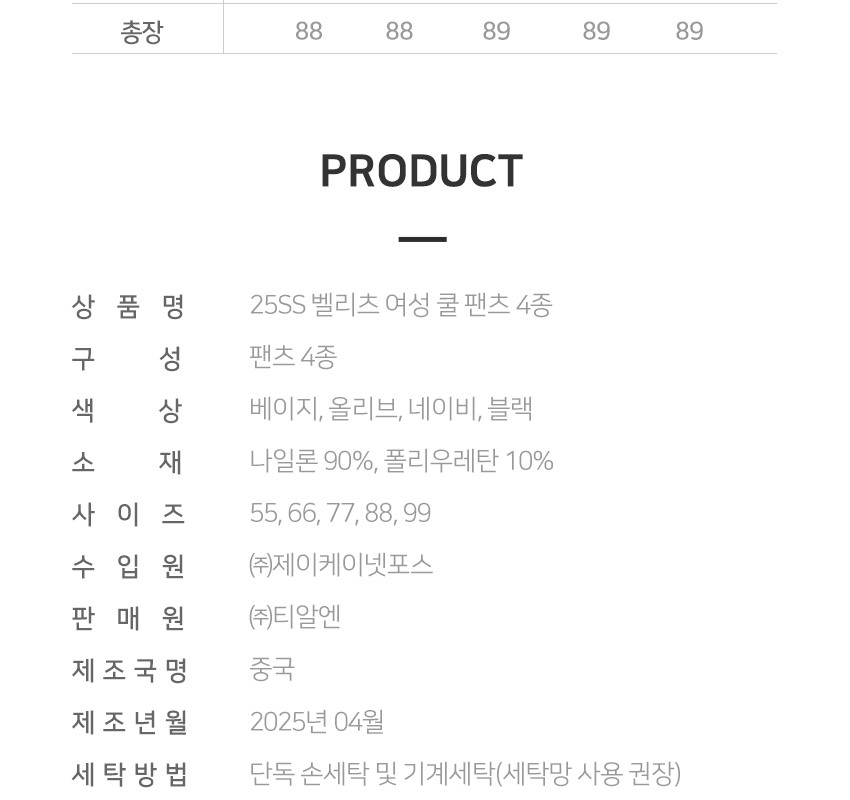 총장 88 88 89 89 89
PRODUCT
상품명 25SS 벨리츠 여성 쿨 팬츠 4종
구성 팬츠 4종
색상 베이지, 올리브, 네이비, 블랙
소재 나일론 90%, 폴리우레탄 10%
사이즈 55, 66, 77, 88, 99
수입원 ㈜제이케이넷포스
판매원 ㈜티알엔
제조국명 중국
제조년월 2025년 04월
세탁방법 단독 손세탁 및 기계세탁(세탁망 사용 권장)